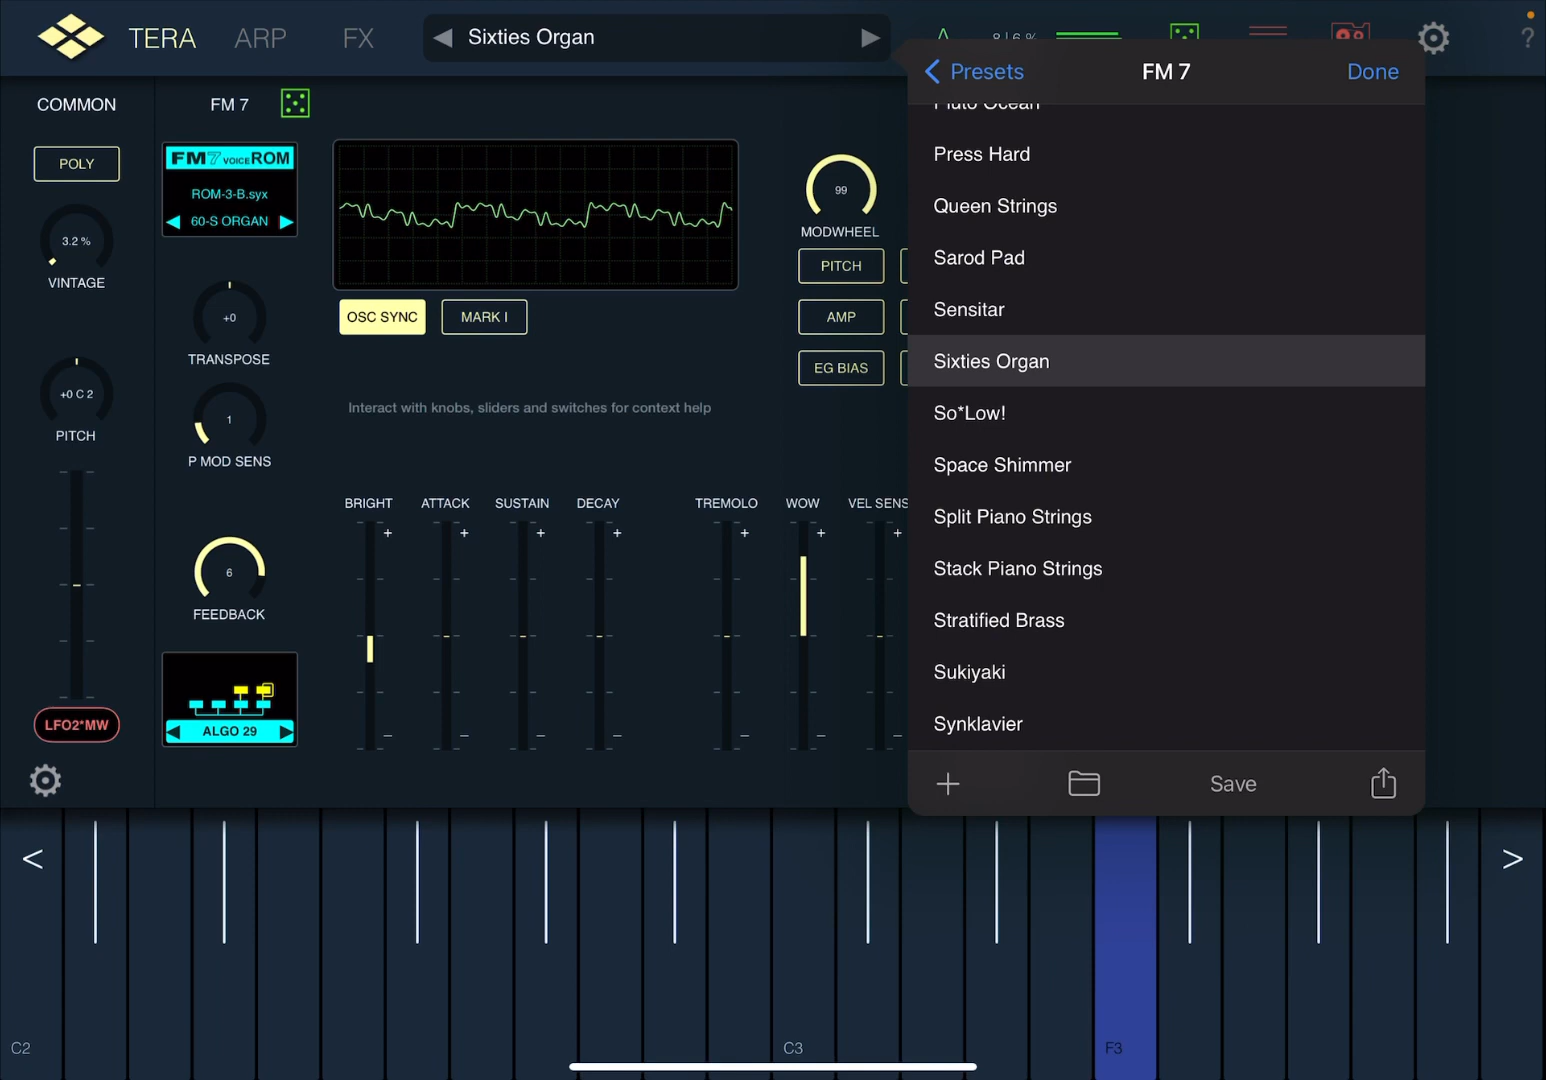 TERA
ARP
FX
Sixties Organ
8|6 %
?
Presets
FM 7
Done
COMMON
FM 7
POLY
FM7 VOICE ROM
ROM-3-B.syx
60-S ORGAN
3.2 %
VINTAGE
+0
TRANSPOSE
+0 C 2
PITCH
1
P MOD SENS
6
FEEDBACK
ALGO 29
LFO2*MW
OSC SYNC
MARK I
99
MODWHEEL
PITCH
AMP
EG BIAS
Interact with knobs, sliders and switches for context help
BRIGHT
ATTACK
SUSTAIN
DECAY
TREMOLO
WOW
VEL SENS
Pluto Ocean
Press Hard
Queen Strings
Sarod Pad
Sensitar
Sixties Organ
So*Low!
Space Shimmer
Split Piano Strings
Stack Piano Strings
Stratified Brass
Sukiyaki
Synklavier
Save
<
>
C2
C3
F3